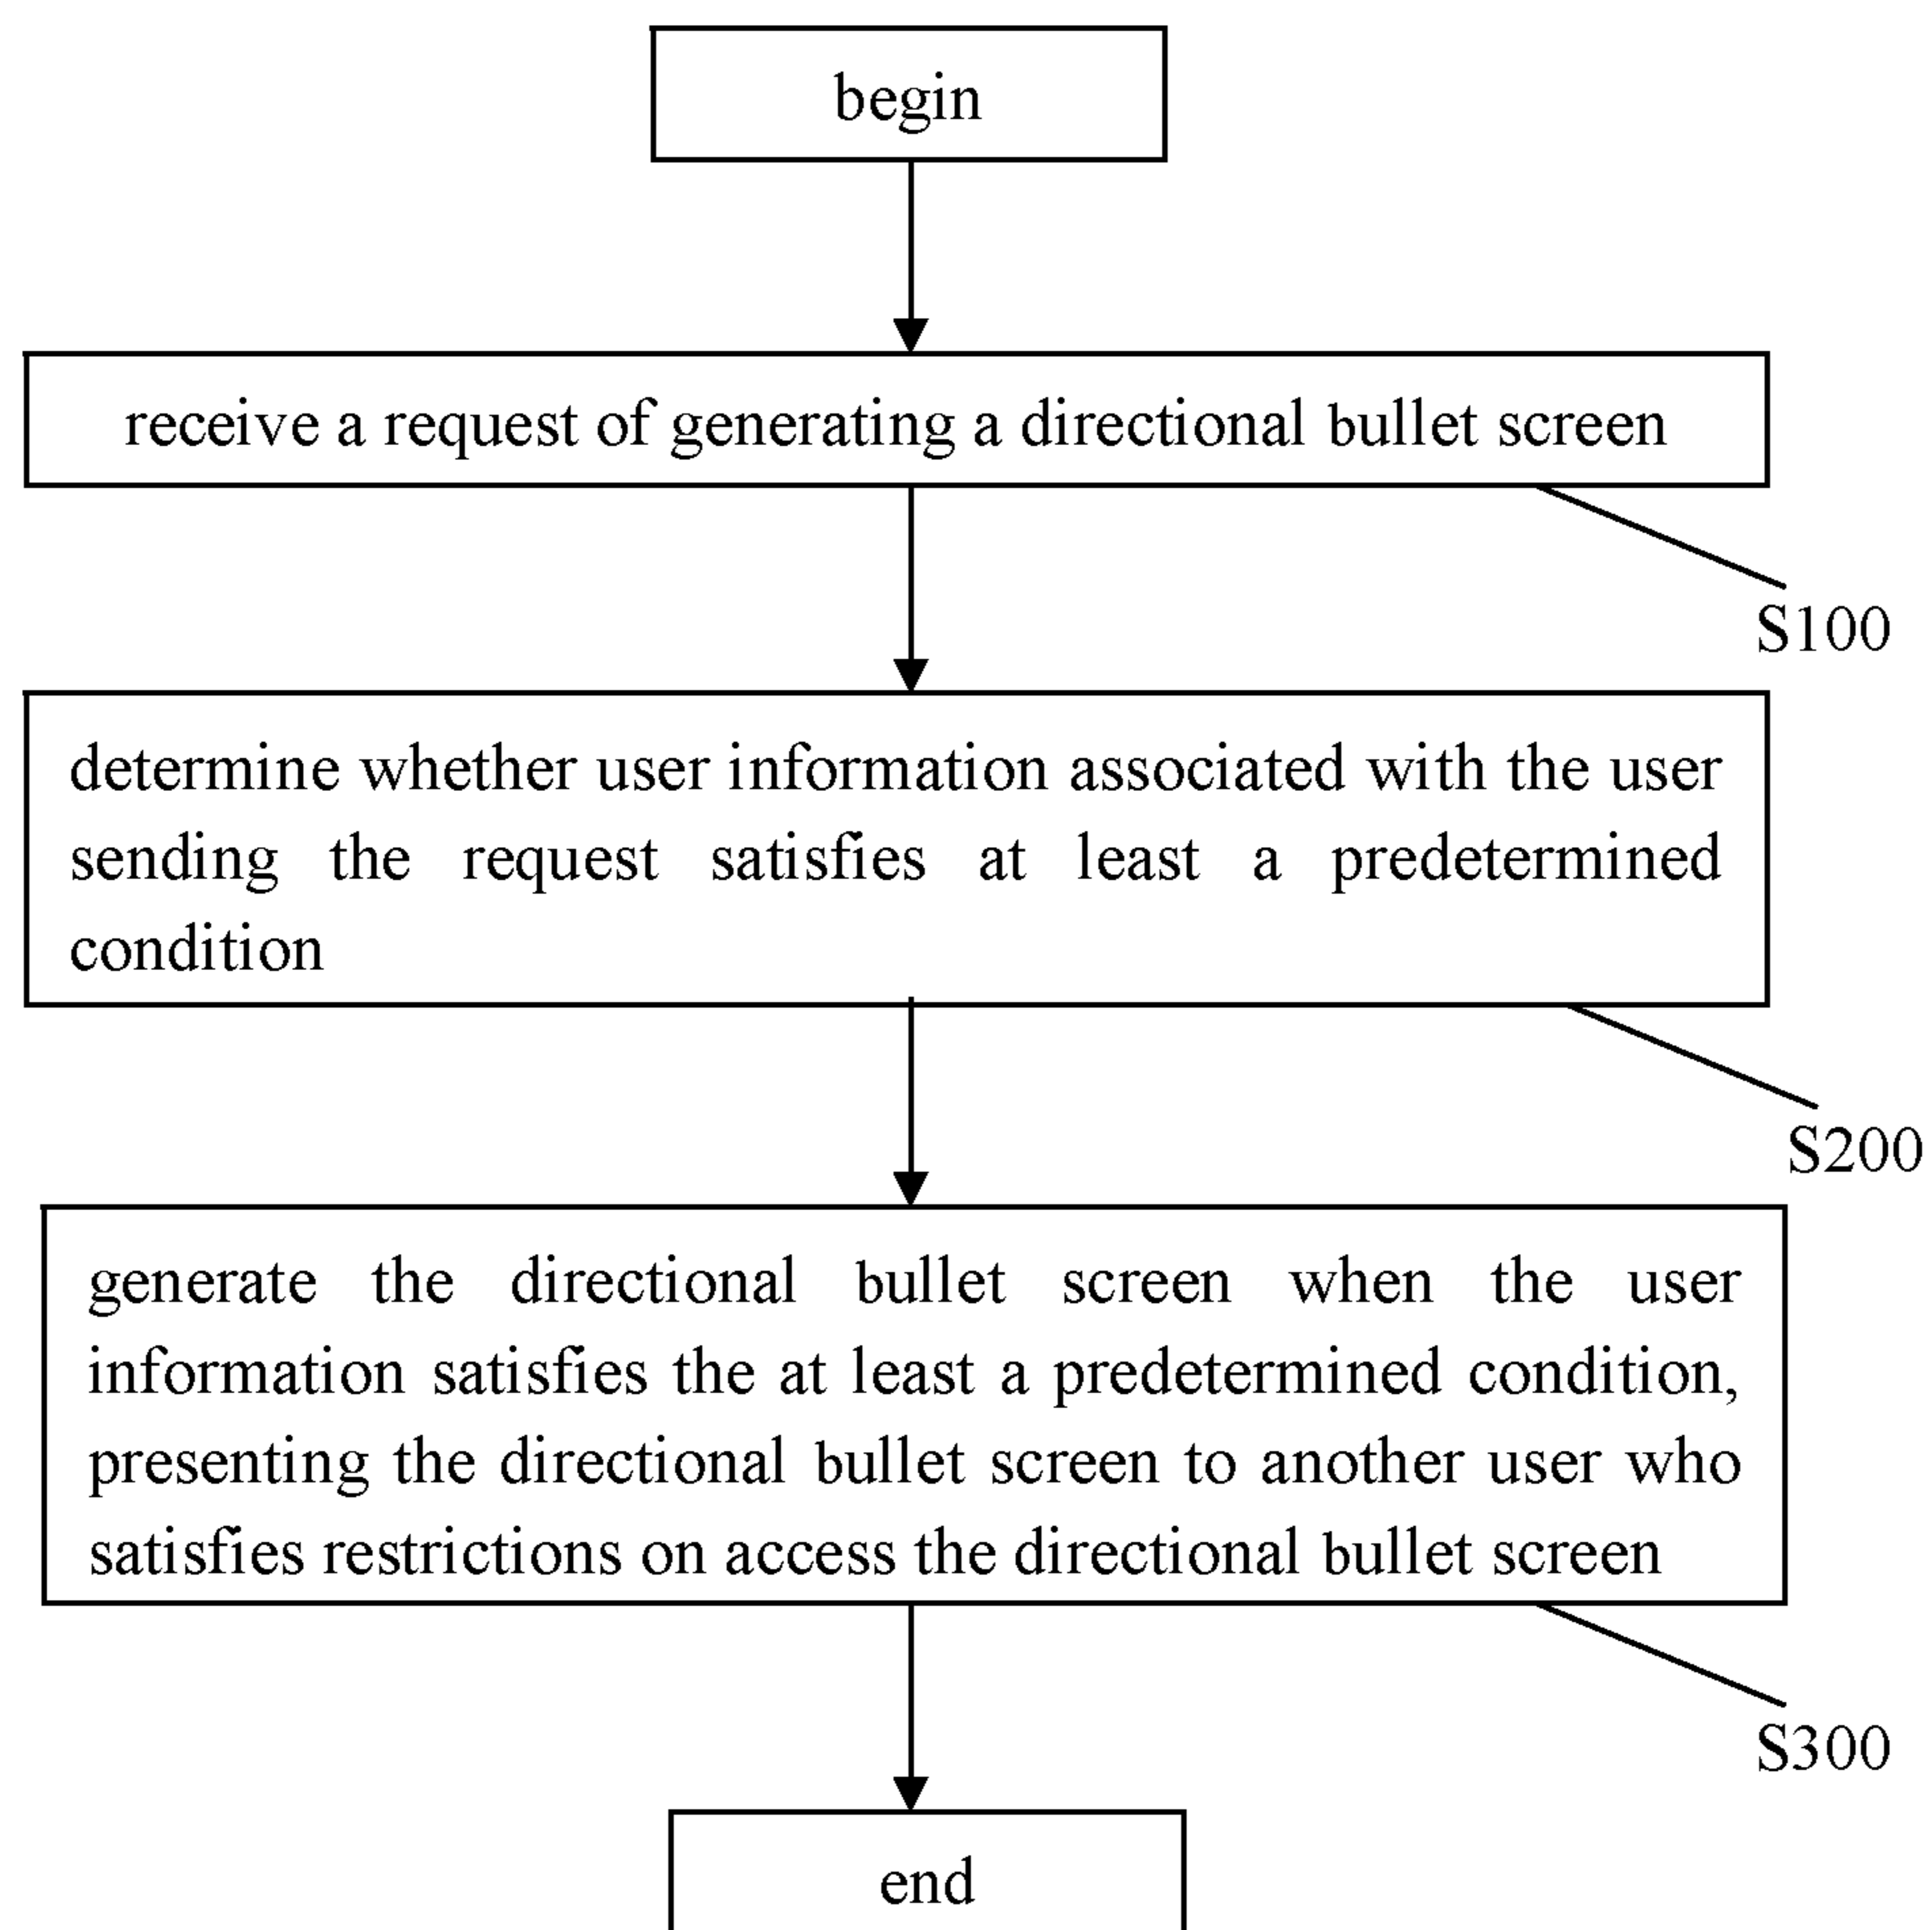 begin
receive a request of generating a directional bullet screen
S100
determine whether user information associated with the user
sending the request satisfies at least a predetermined
condition
S200
generate the directional bullet screen when the user
information satisfies the at least a predetermined condition,
presenting the directional bullet screen to another user who
satisfies restrictions on access the directional bullet screen
S300
end